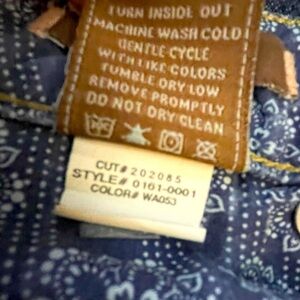 TURN INSIDE OUT
MACHINE WASH COLD
GENTLE CYCLE
WITH LIKE COLORS
TUMBLE DRY LOW
REMOVE PROMPTLY
DO NOT DRY CLEAN
CUT# 202085
STYLE# 0161-0001
COLOR# WA053